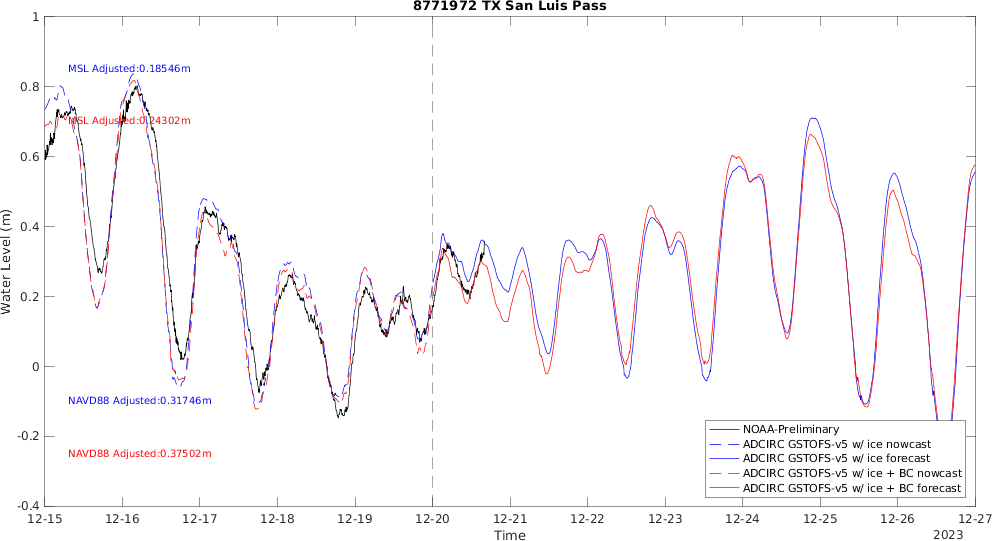 8771972 TX San Luis Pass
1
0.8
0.6
0.4
0.2
0
-0.2
-0.4
Water Level (m)
MSL Adjusted:0.18546m
MSL Adjusted:0.24302m
NAVD88 Adjusted:0.31746m
NAVD88 Adjusted:0.37502m
NOAA-Preliminary
ADCIRC GSTOFS-v5 w/ ice nowcast
ADCIRC GSTOFS-v5 w/ ice forecast
ADCIRC GSTOFS-v5 w/ ice + BC nowcast
ADCIRC GSTOFS-v5 w/ ice + BC forecast
12-15 12-16 12-17 12-18 12-19 12-20 12-21 12-22 12-23 12-24 12-25 12-26 12-27
Time
2023